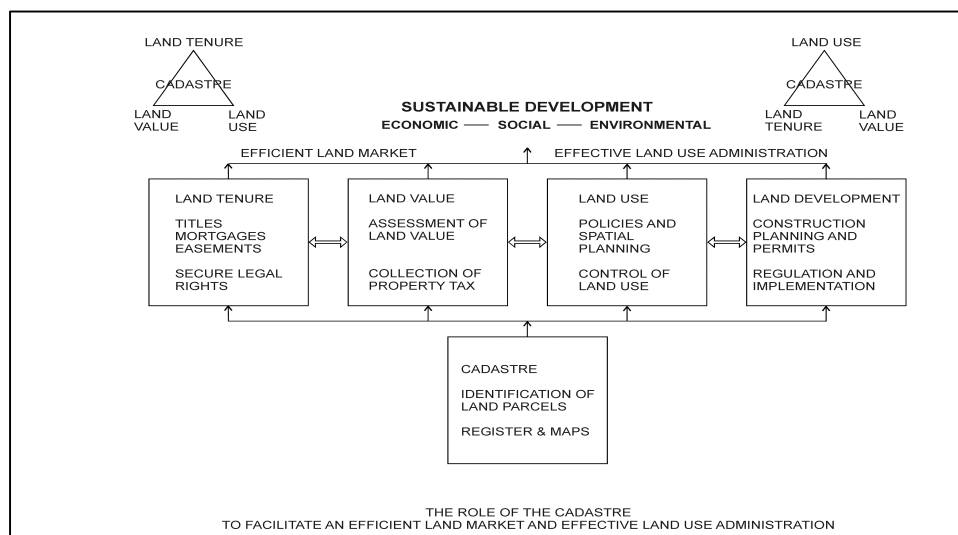 LAND TENURE
CADASTRE
LAND
VALUE
LAND
USE
LAND USE
CADASTRE
LAND
TENURE
LAND
VALUE
SUSTAINABLE DEVELOPMENT
ECONOMIC — SOCIAL — ENVIRONMENTAL
EFFICIENT LAND MARKET
EFFECTIVE LAND USE ADMINISTRATION
LAND TENURE
TITLES
MORTGAGES
EASEMENTS
SECURE LEGAL
RIGHTS
LAND VALUE
ASSESSMENT OF
LAND VALUE
COLLECTION OF
PROPERTY TAX
LAND USE
POLICIES AND
SPATIAL
PLANNING
CONTROL OF
LAND USE
LAND DEVELOPMENT
CONSTRUCTION
PLANNING AND
PERMITS
REGULATION AND
IMPLEMENTATION
CADASTRE
IDENTIFICATION OF
LAND PARCELS
REGISTER & MAPS
THE ROLE OF THE CADASTRE
TO FACILITATE AN EFFICIENT LAND MARKET AND EFFECTIVE LAND USE ADMINISTRATION